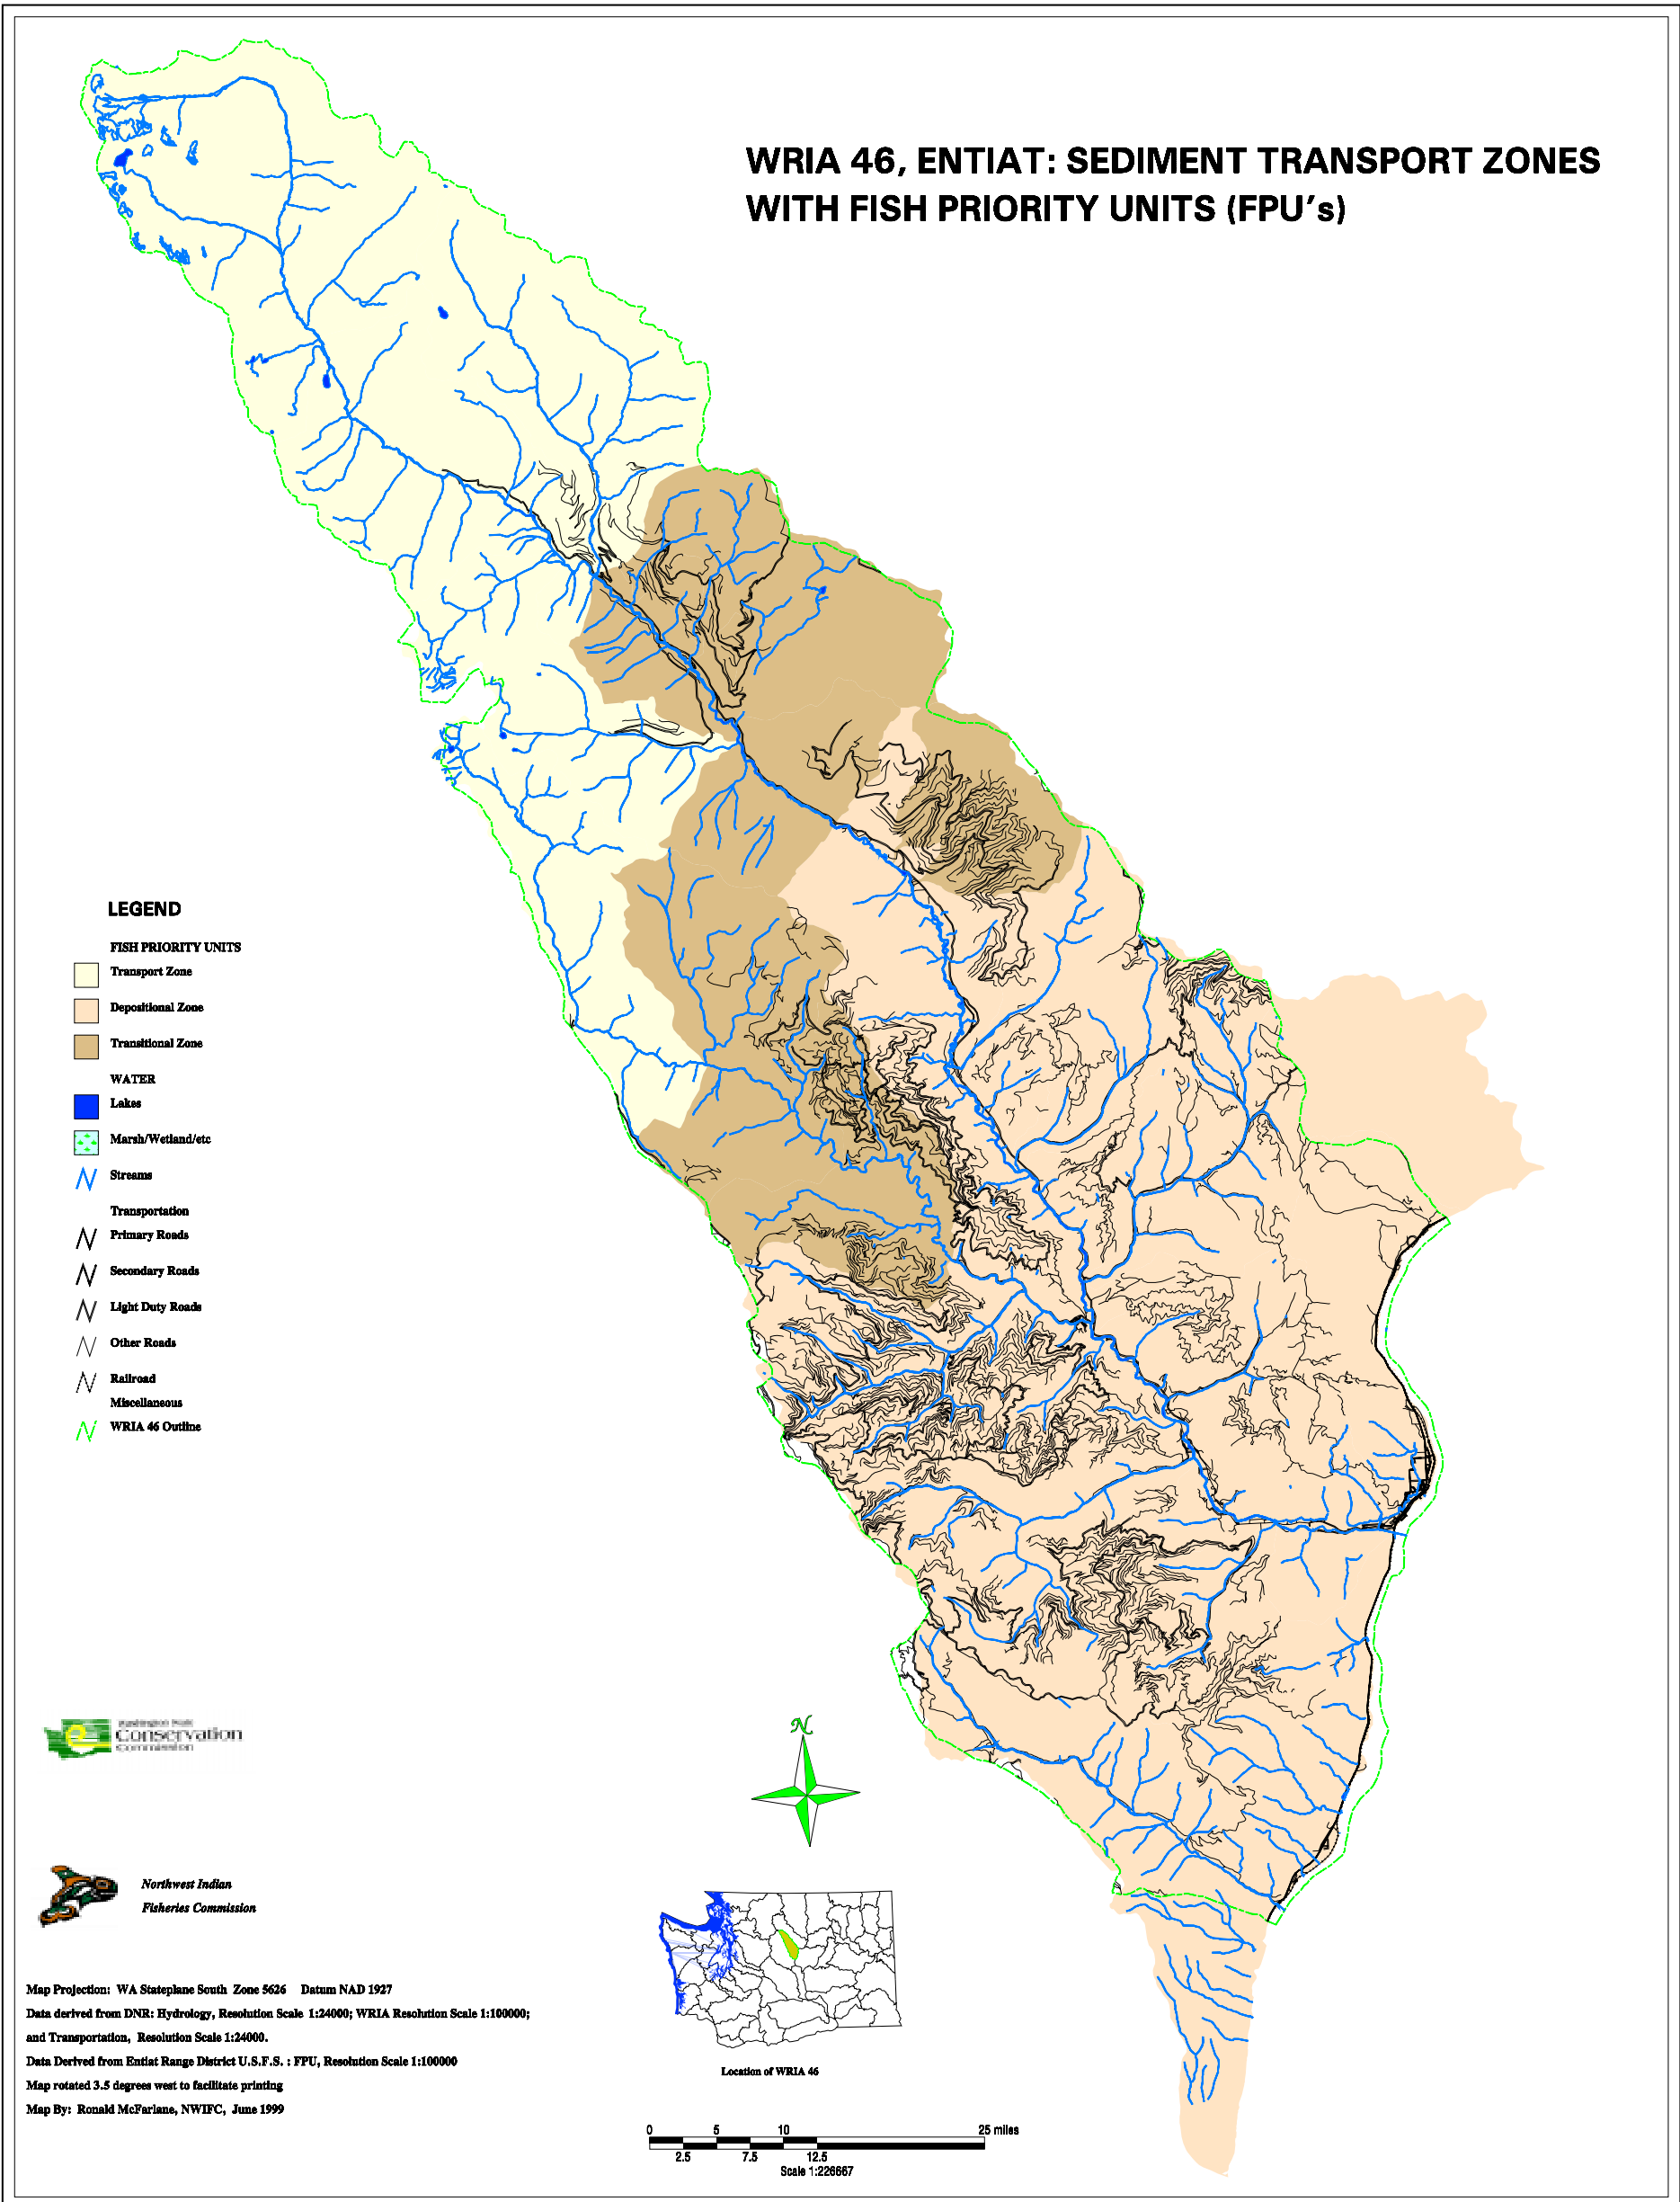 WRIA 46, ENTIAT: SEDIMENT TRANSPORT ZONES
WITH FISH PRIORITY UNITS (FPU's)
LEGEND
FISH PRIORITY UNITS
Transport Zone
Depositional Zone
Transitional Zone
WATER
Lakes
Marsh/Wetland/etc
Streams
Transportation
Primary Roads
Secondary Roads
Light Duty Roads
Other Roads
Railroad
Miscellaneous
WRIA 46 Outline
Washington State
Conservation
Commission
N
Northwest Indian
Fisheries Commission
Map Projection: WA Stateplane South Zone 5626 Datum NAD 1927
Data derived from DNR: Hydrology, Resolution Scale 1:24000; WRIA Resolution Scale 1:100000;
and Transportation, Resolution Scale 1:24000.
Data Derived from Entiat Range District U.S.F.S. : FPU, Resolution Scale 1:100000
Map rotated 3.5 degrees west to facilitate printing
Map By: Ronald McFarlane, NWIFC, June 1999
Location of WRIA 46
0 5 10 25 miles
2.5 7.5 12.5
Scale 1:226667